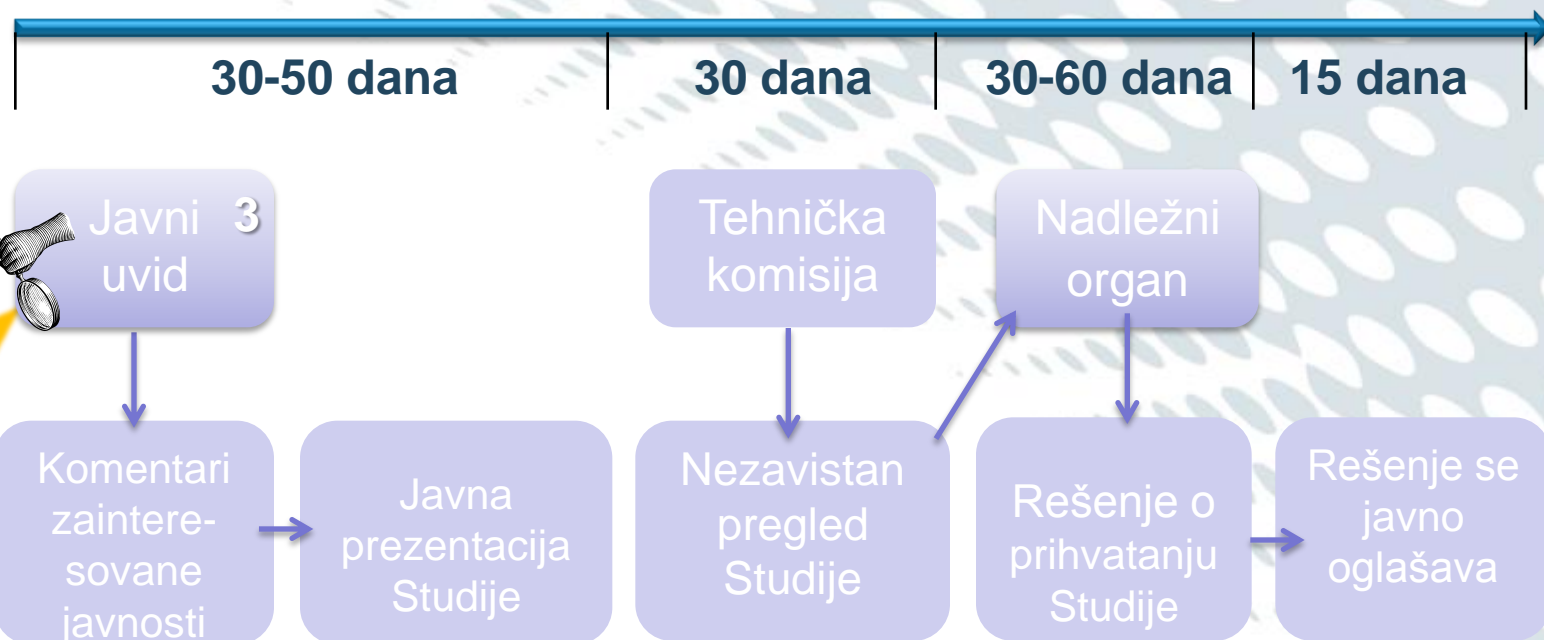 30-50 dana
30 dana
30-60 dana
15 dana
Javni 3
uvid
Tehnička
komisija
Nadležni
organ
Komentari
zaintere-
sovane
javnosti
Javna
prezentacija
Studije
Nezavistan
pregled
Studije
Rešenje o
prihvatanju
Studije
Rešenje se
javno
oglašava